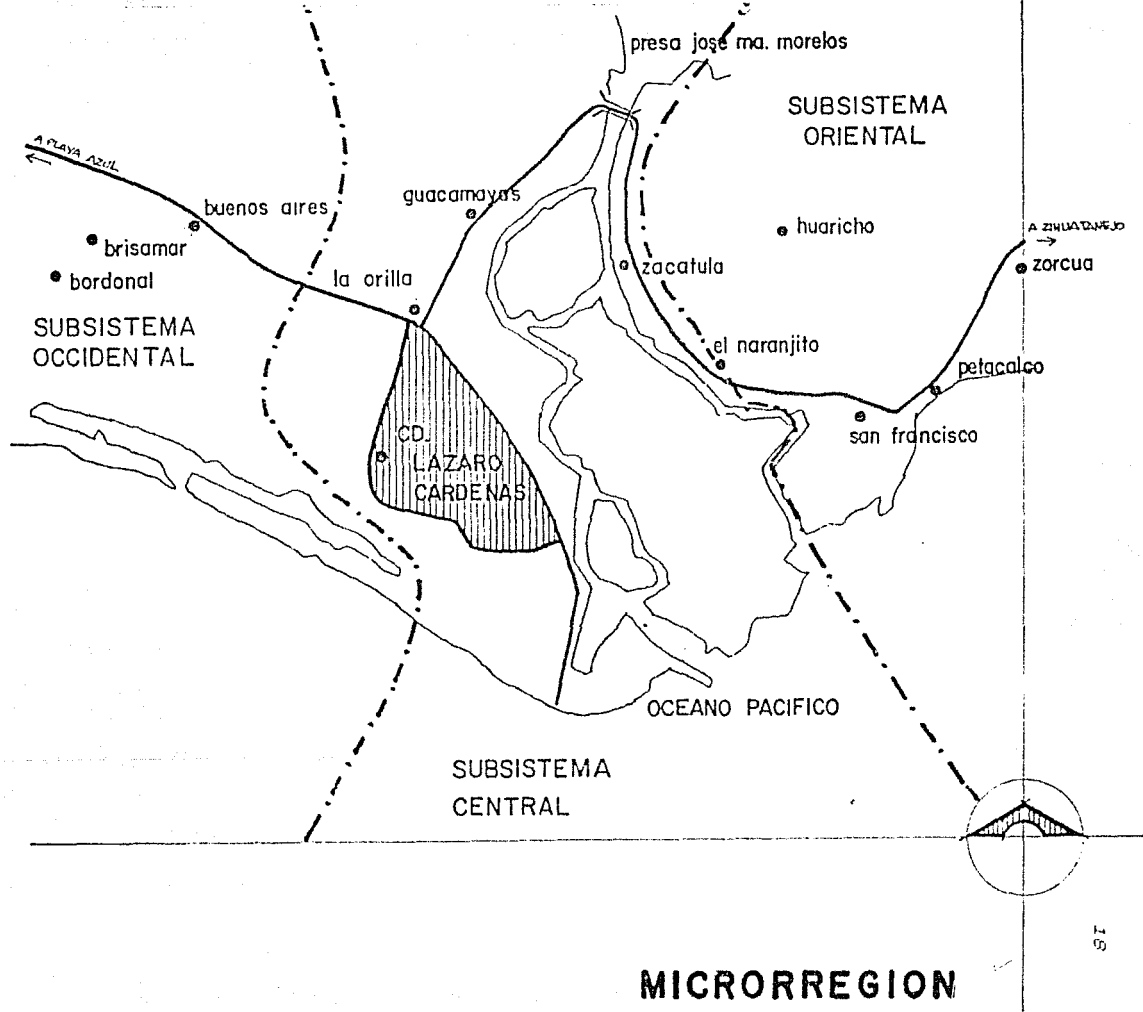 presa josé ma. morelos
SUBSISTEMA
ORIENTAL
A PLAYA AZUL
guacamayas
buenos aires
huaricho
A ZIHUATANEJO
brisamar
zacatula
zorcua
bordonal
la orilla
SUBSISTEMA
OCCIDENTAL
el naranjito
petacalco
san francisco
CD.
LAZARO
CARDENAS
OCEANO PACIFICO
SUBSISTEMA
CENTRAL
18
MICRORREGION